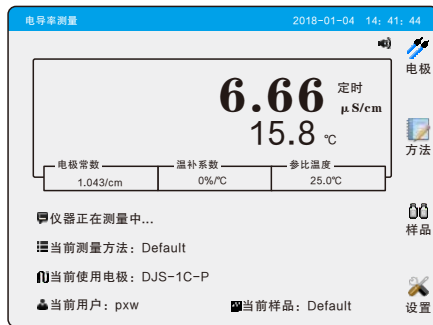 电导率测量 2018-01-04 14:41:44
电极
6.66 定时
μS/cm
15.8 ℃
电极常数 温补系数 参比温度
1.043/cm 0%/℃ 25.0℃
方法
仪器正在测量中...
样品
当前测量方法：Default
当前使用电极：DJS-1C-P
当前用户：pxw 当前样品：Default
设置